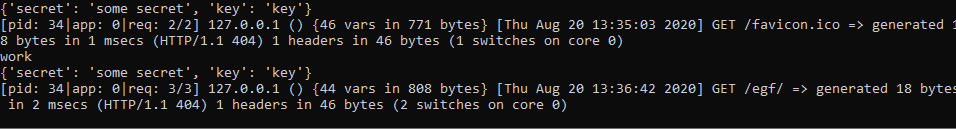 {'secret': 'some secret', 'key': 'key'}
[pid: 34|app: 0|req: 2/2] 127.0.0.1 () {46 vars in 771 bytes} [Thu Aug 20 13:35:03 2020] GET /favicon.ico => generated 1
8 bytes in 1 msecs (HTTP/1.1 404) 1 headers in 46 bytes (1 switches on core 0)
work
{'secret': 'some secret', 'key': 'key'}
[pid: 34|app: 0|req: 3/3] 127.0.0.1 () {44 vars in 808 bytes} [Thu Aug 20 13:36:42 2020] GET /egf/ => generated 18 bytes
 in 2 msecs (HTTP/1.1 404) 1 headers in 46 bytes (2 switches on core 0)